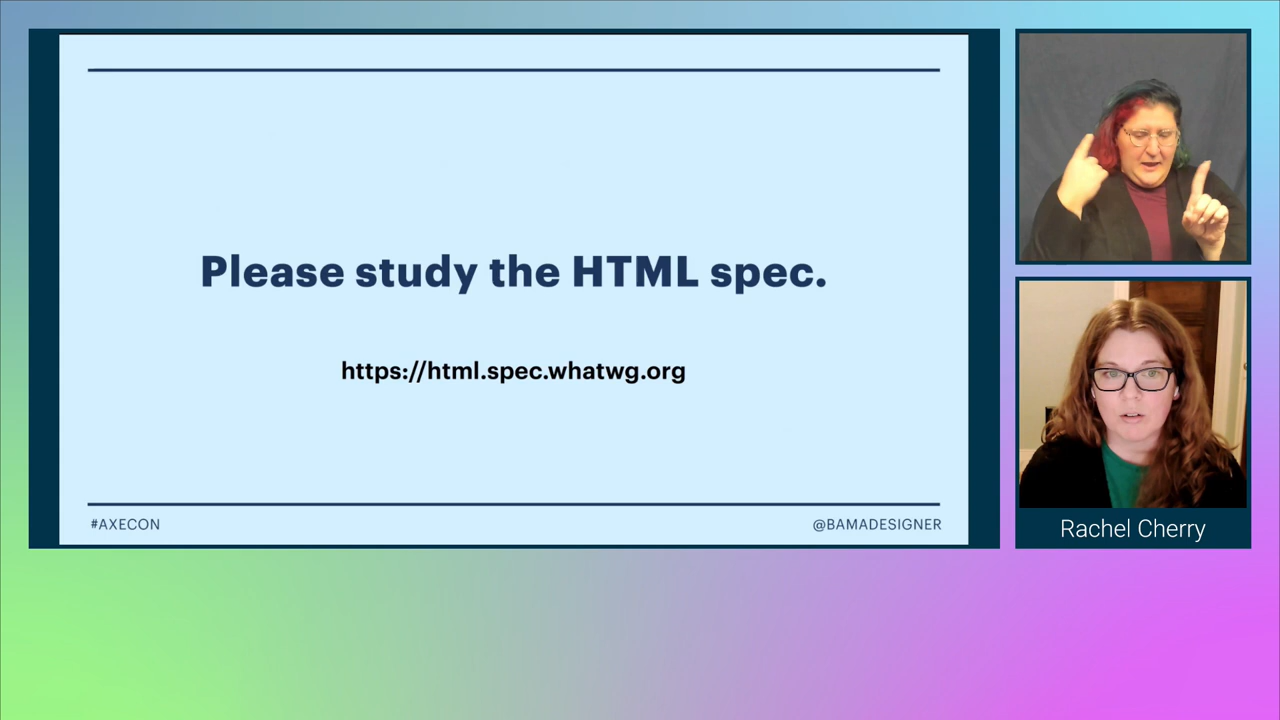 Please study the HTML spec.
https://html.spec.whatwg.org
#AXECON
@BAMADESIGNER
Rachel Cherry